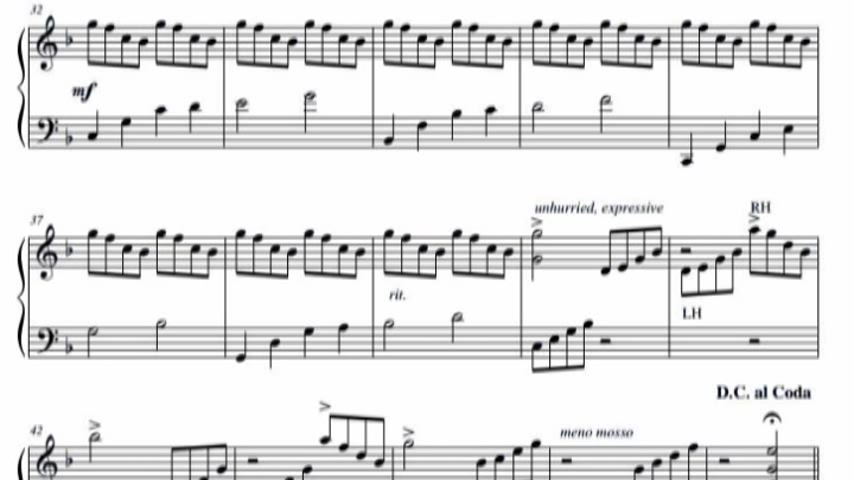 32
mf
37
unhurried, expressive
RH
rit.
LH
D.C. al Coda
42
meno mosso